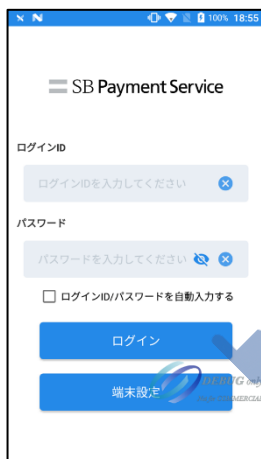 100% 18:55
SB Payment Service
ログインID
ログインIDを入力してください
パスワード
パスワードを入力してください
ログインID/パスワードを自動入力する
ログイン
端末設定
DEBUG only